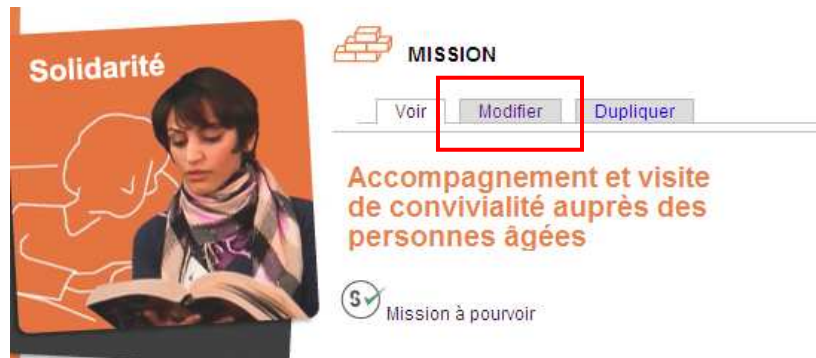 Solidarité
MISSION
Voir Modifier Dupliquer
Accompagnement et visite
de convivialité auprès des
personnes âgées
S
Mission à pourvoir